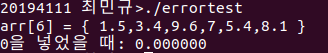 20194111 최민규>./errortest
arr[6] = { 1.5,3.4,9.6,7,5.4,8.1 }
0을 넣었을 때: 0.000000